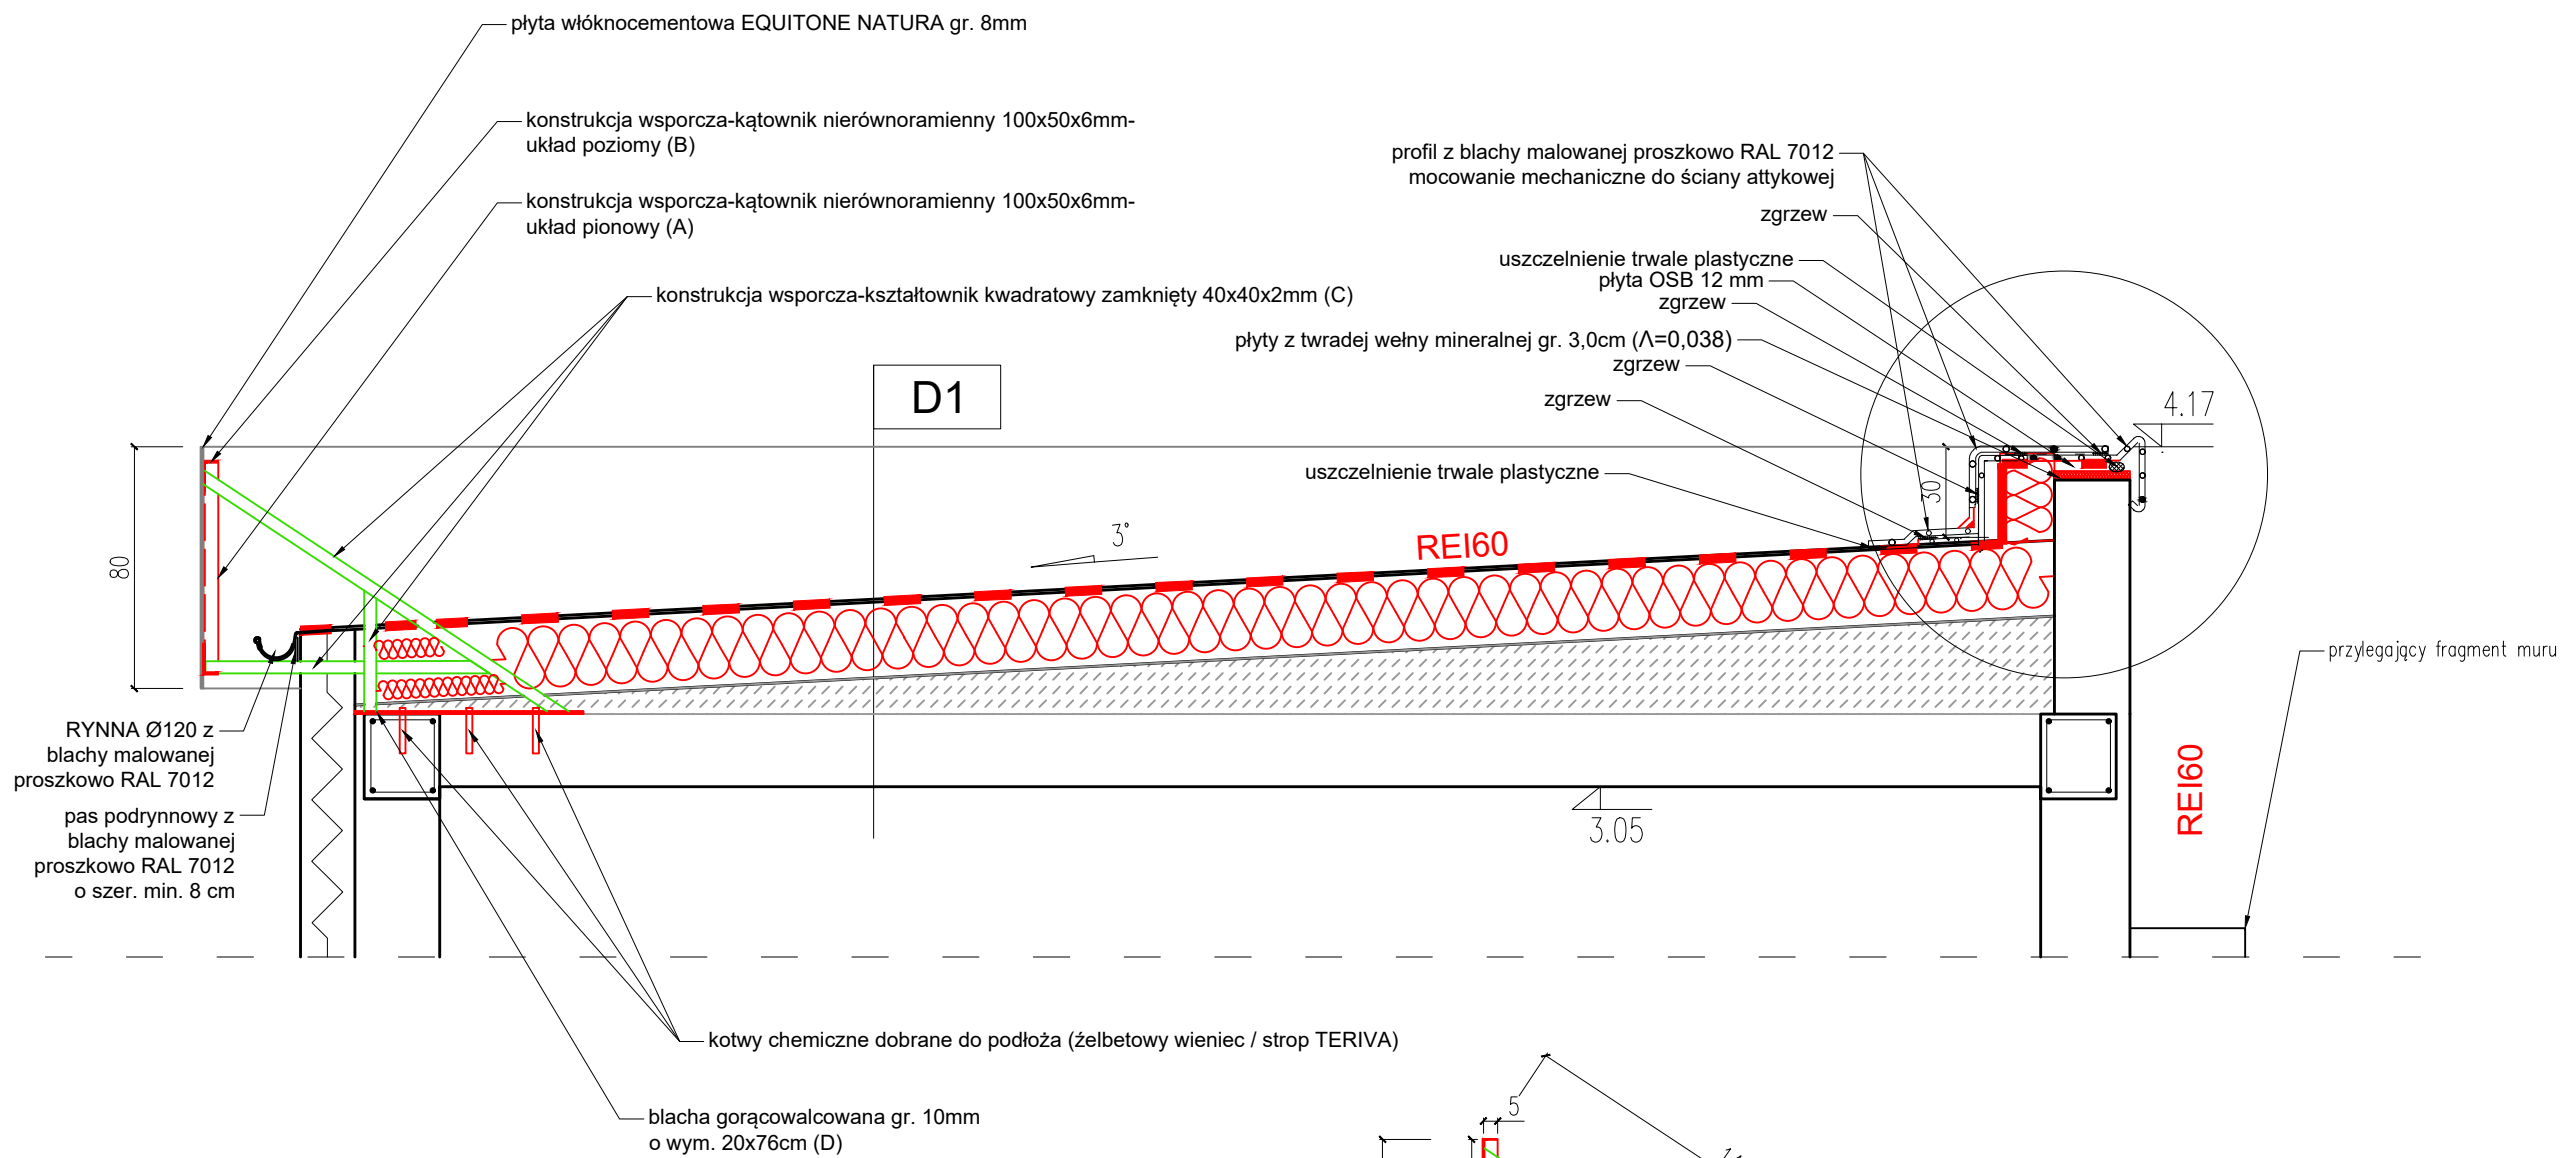 płyta włóknocementowa EQUITONE NATURA gr. 8mm
konstrukcja wsporcza-kątownik nierównoramienny 100x50x6mm-
układ poziomy (B)
konstrukcja wsporcza-kątownik nierównoramienny 100x50x6mm-
układ pionowy (A)
konstrukcja wsporcza-kształtownik kwadratowy zamknięty 40x40x2mm (C)
profil z blachy malowanej proszkowo RAL 7012
mocowanie mechaniczne do ściany attykowej
zgrzew
uszczelnienie trwale plastyczne
płyta OSB 12 mm
zgrzew
płyty z twradej wełny mineralnej gr. 3,0cm (Λ=0,038)
zgrzew
zgrzew
uszczelnienie trwale plastyczne
D1
4.17
30
80
3°
REI60
przylegający fragment muru
RYNNA Ø120 z
blachy malowanej
proszkowo RAL 7012
pas podrynnowy z
blachy malowanej
proszkowo RAL 7012
o szer. min. 8 cm
3.05
REI60
kotwy chemiczne dobrane do podłoża (źelbetowy wieniec / strop TERIVA)
blacha gorącowalcowana gr. 10mm
o wym. 20x76cm (D)
5